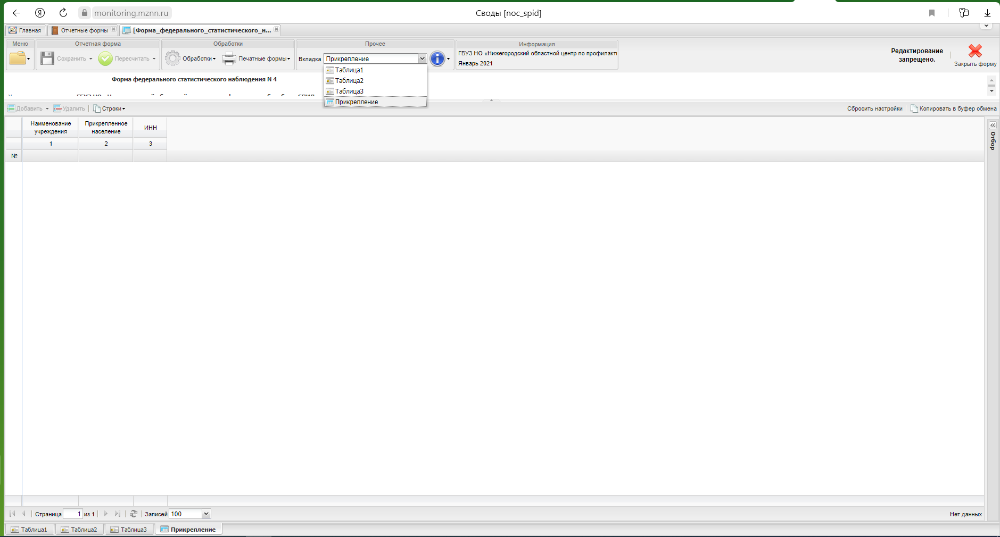 monitoring.mznn.ru
Своды [noc_spid]
Главная
Отчетные формы
[Форма_федерального_статистического_н...
Меню
Отчетная форма
Обработки
Прочее
Информация
Сохранить
Пересчитать
Обработки
Печатные формы
Вкладка
Прикрепление
ГБУЗ НО «Нижегородский областной центр по профилакти
Январь 2021
Редактирование
запрещено.
Закрыть форму
Таблица1
Таблица2
Таблица3
Прикрепление
Форма федерального статистического наблюдения N 4
Добавить
Удалить
Строки
Сбросить настройки
Копировать в буфер обмена
Наименование
учреждения
Прикрепленное
население
ИНН
1
2
3
№
Отбор
Страница 1 из 1
Записей 100
Нет данных
Таблица1
Таблица2
Таблица3
Прикрепление